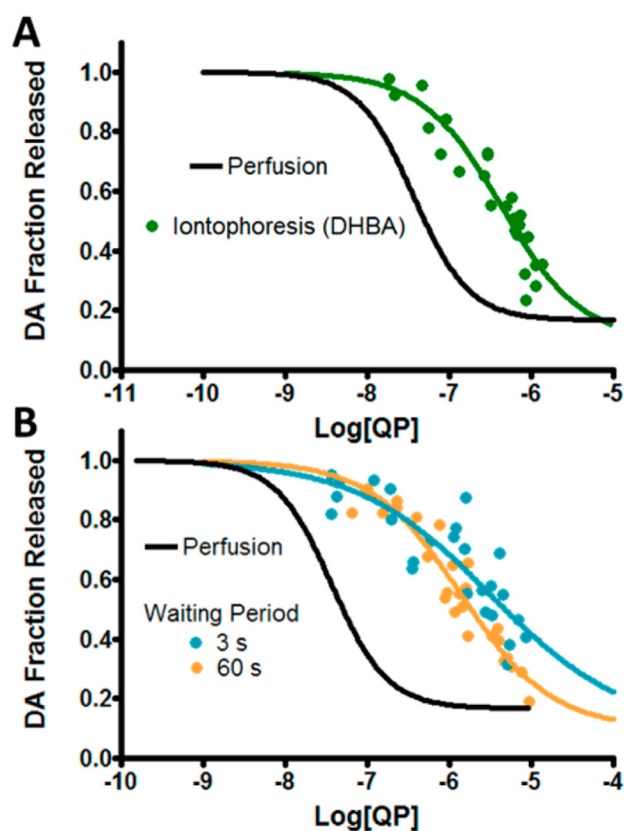 A
DA Fraction Released
1.0
0.8
0.6
0.4
0.2
0.0
Perfusion
Iontophoresis (DHBA)
-11 -10 -9 -8 -7 -6 -5
Log[QP]
B
DA Fraction Released
1.0
0.8
0.6
0.4
0.2
0.0
Perfusion
Waiting Period
3 s
60 s
-10 -9 -8 -7 -6 -5 -4
Log[QP]